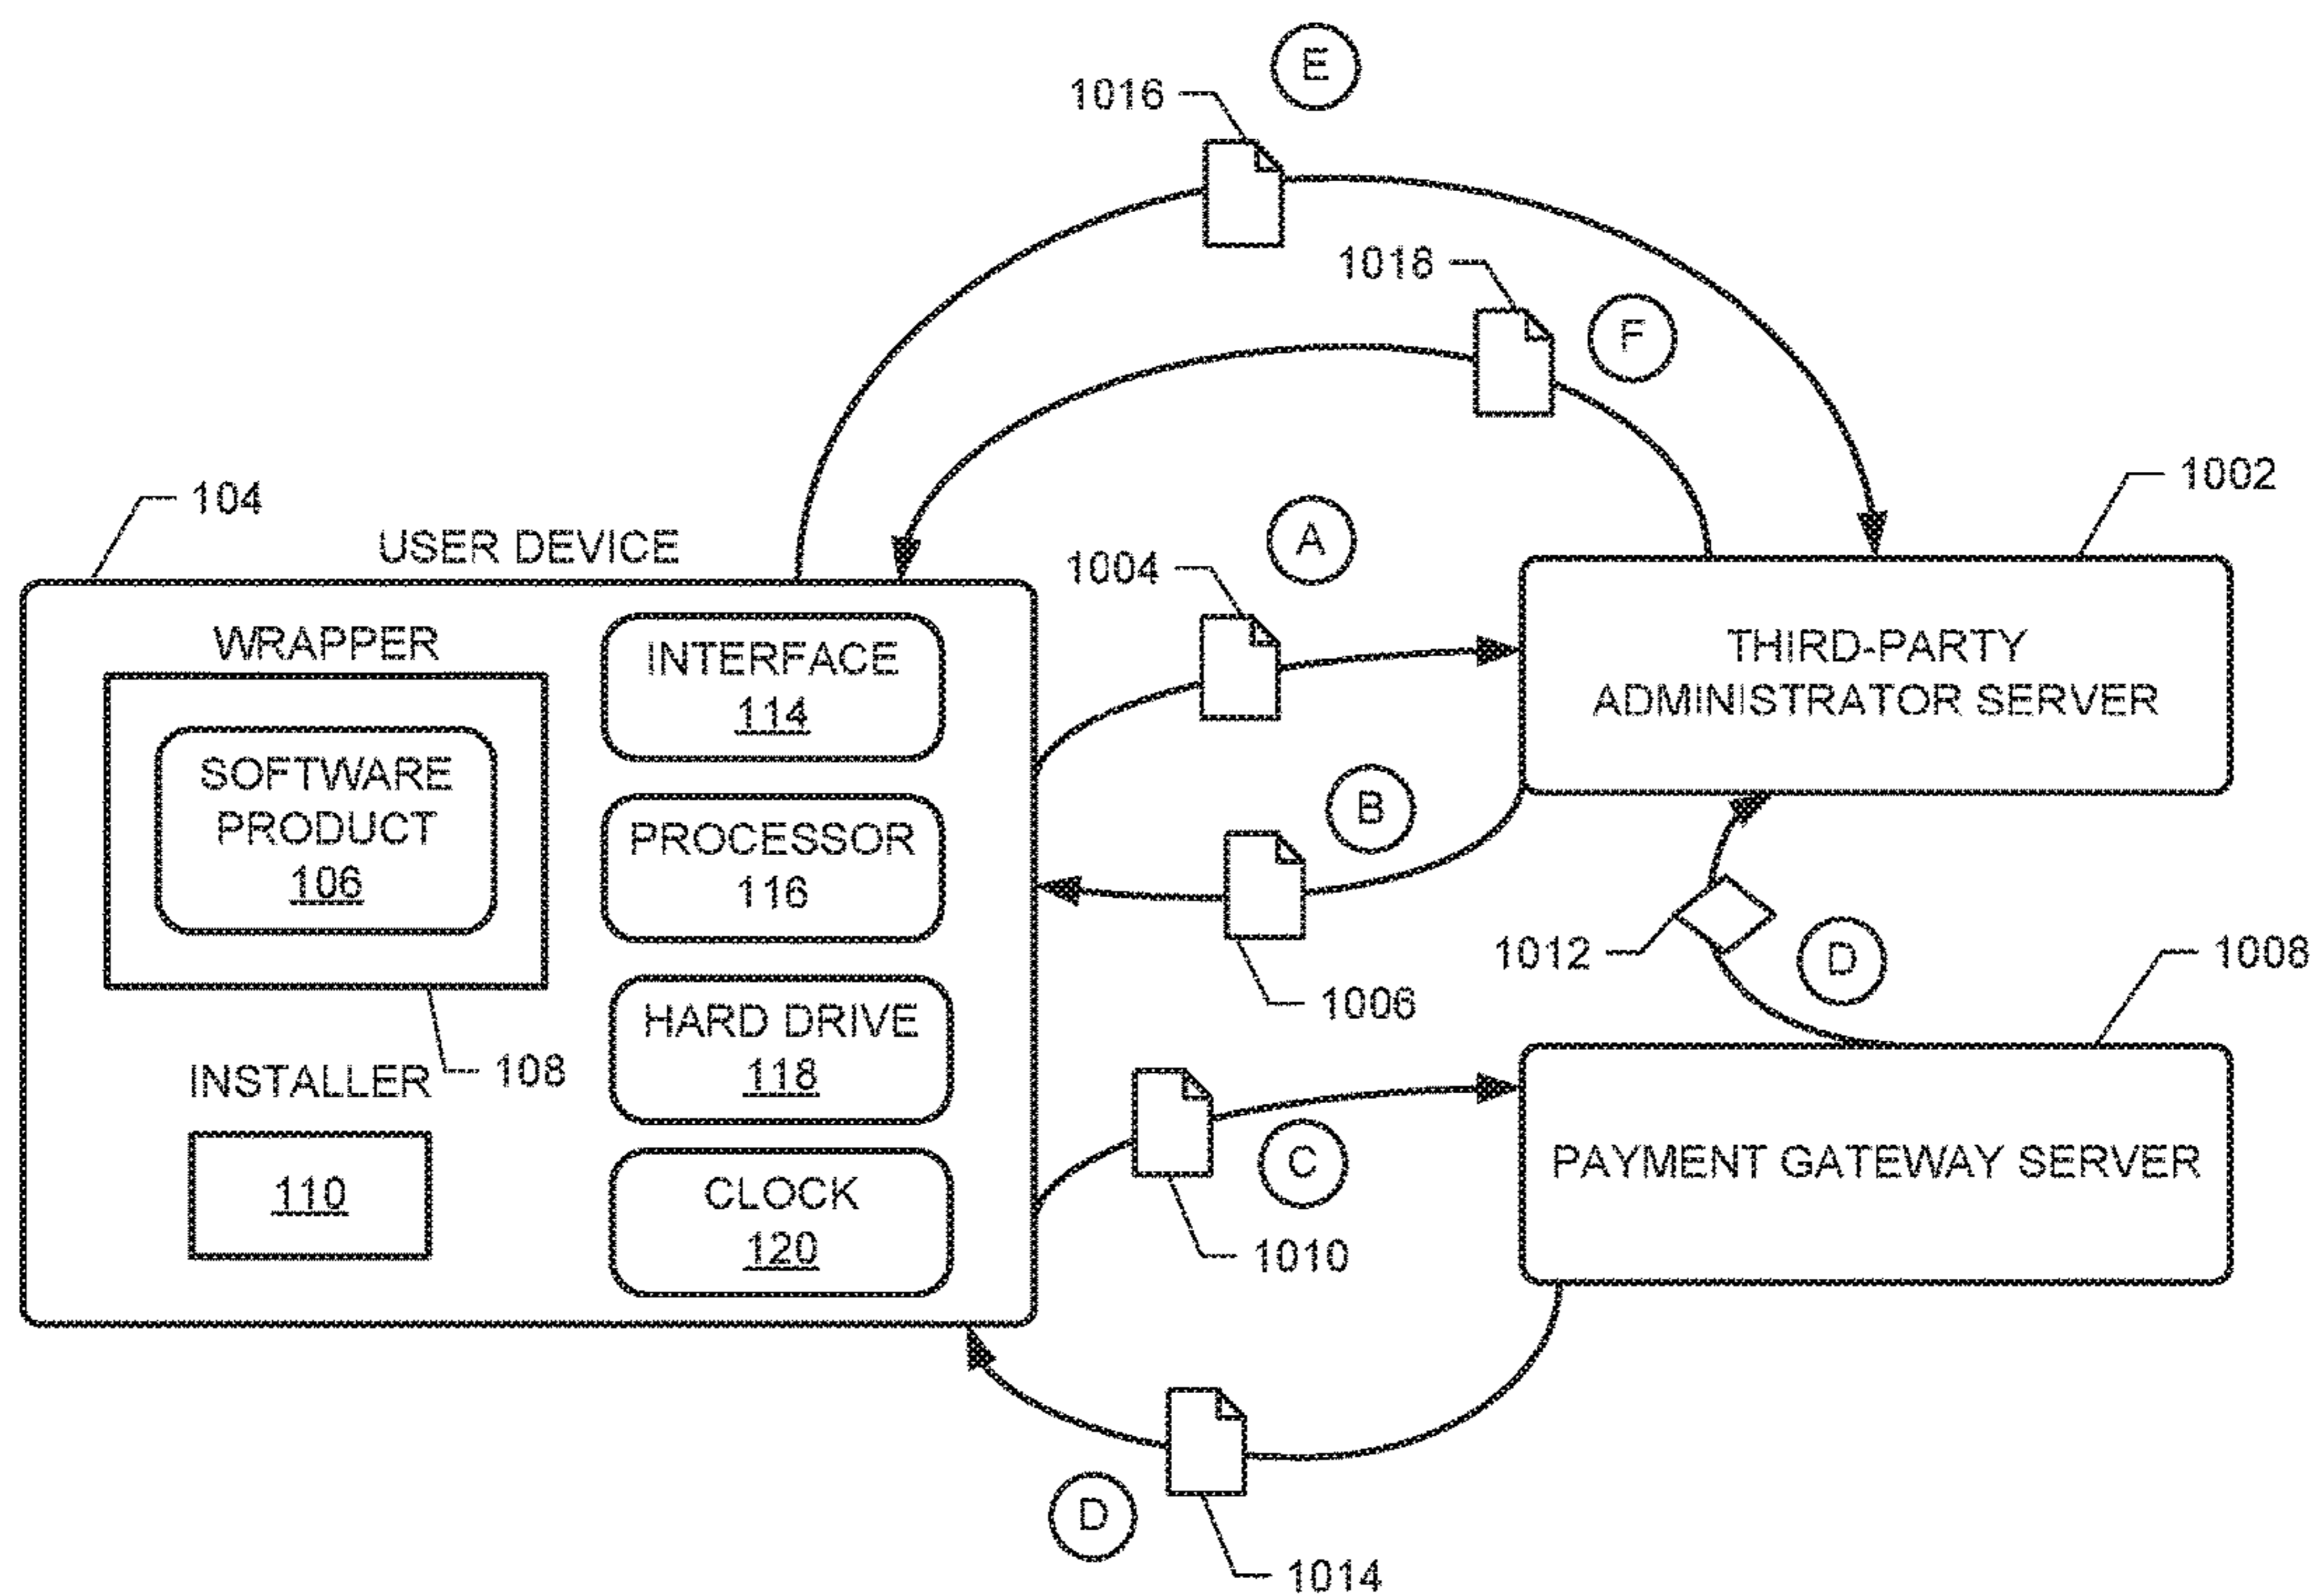 E
1016
1018
F
104
1002
USER DEVICE
A
1004
WRAPPER
INTERFACE
114
THIRD-PARTY
ADMINISTRATOR SERVER
SOFTWARE
PRODUCT
106
PROCESSOR
116
B
1012
D
1008
1006
HARD DRIVE
118
INSTALLER
108
110
CLOCK
120
C
1010
PAYMENT GATEWAY SERVER
D
1014